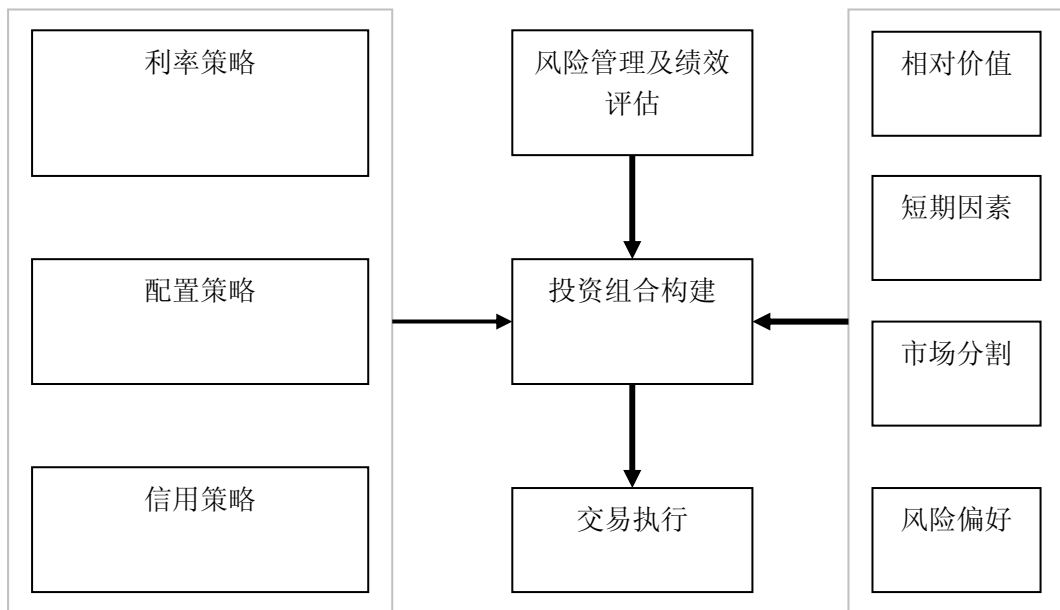 利率策略
配置策略
信用策略
风险管理及绩效
评估
投资组合构建
交易执行
相对价值
短期因素
市场分割
风险偏好